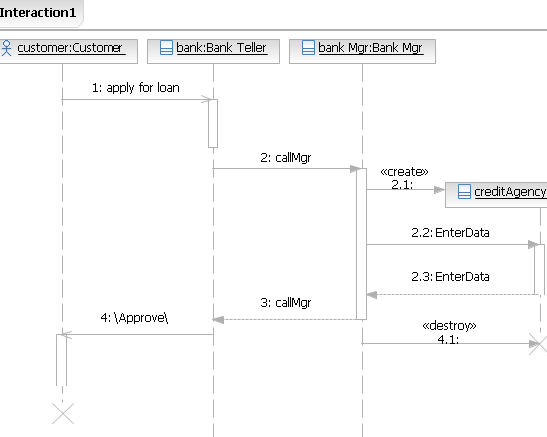 Interaction1
customer:Customer
bank:Bank Teller
bank Mgr:Bank Mgr
1: apply for loan
2: callMgr
«create»
2.1:
creditAgency
2.2: EnterData
2.3: EnterData
3: callMgr
4: \Approve\
«destroy»
4.1: